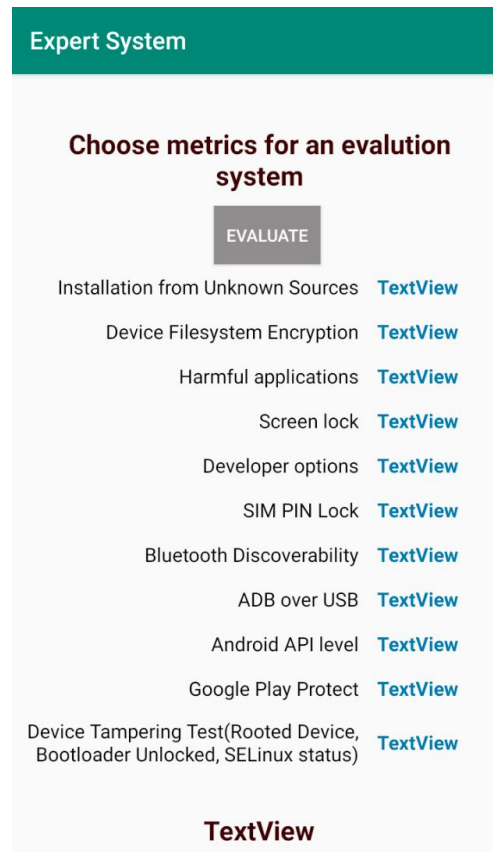 Expert System
Choose metrics for an evalution
system
EVALUATE
Installation from Unknown Sources TextView
Device Filesystem Encryption TextView
Harmful applications TextView
Screen lock TextView
Developer options TextView
SIM PIN Lock TextView
Bluetooth Discoverability TextView
ADB over USB TextView
Android API level TextView
Google Play Protect TextView
Device Tampering Test(Rooted Device,
Bootloader Unlocked, SELinux status) TextView
TextView